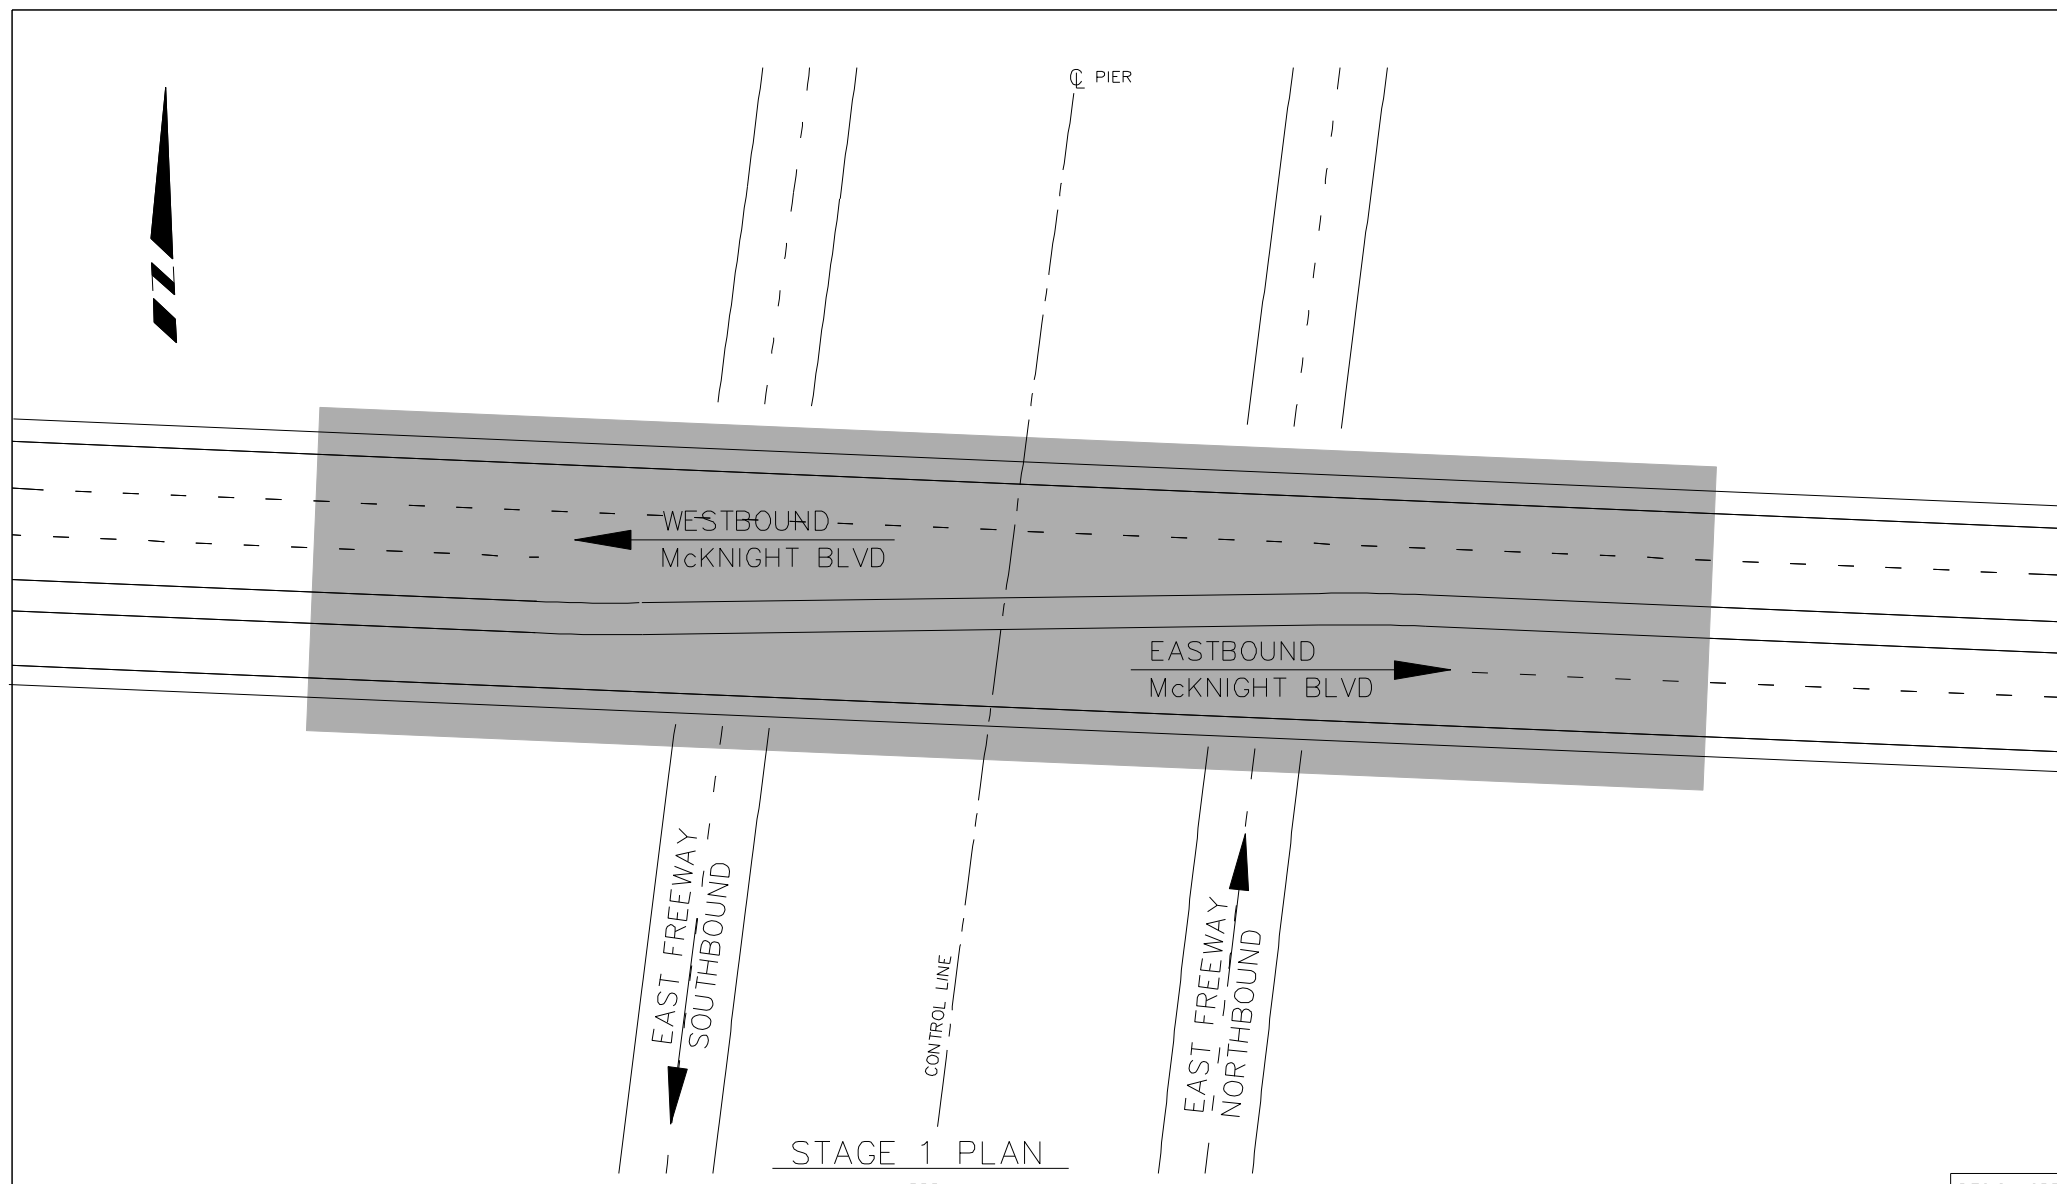 ℄ PIER
WESTBOUND
McKNIGHT BLVD
EASTBOUND
McKNIGHT BLVD
EAST FREEWAY
SOUTHBOUND
CONTROL LINE
EAST FREEWAY
NORTHBOUND
STAGE 1 PLAN